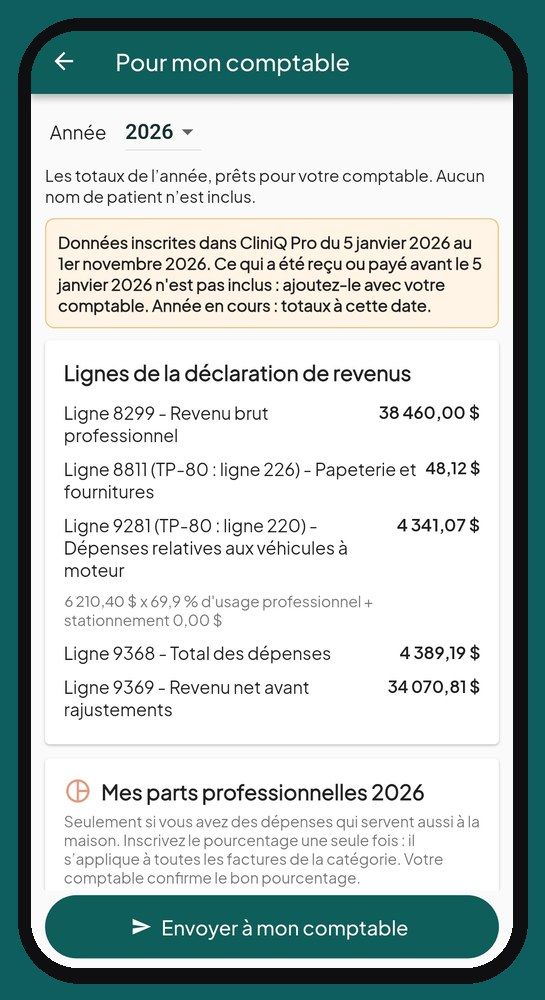 Pour mon comptable
Année 2026
Les totaux de l’année, prêts pour votre comptable. Aucun
nom de patient n’est inclus.
Données inscrites dans CliniQ Pro du 5 janvier 2026 au
1er novembre 2026. Ce qui a été reçu ou payé avant le 5
janvier 2026 n'est pas inclus : ajoutez-le avec votre
comptable. Année en cours : totaux à cette date.
Lignes de la déclaration de revenus
Ligne 8299 - Revenu brut 38 460,00 $
professionnel
Ligne 8811 (TP-80 : ligne 226) - Papeterie et 48,12 $
fournitures
Ligne 9281 (TP-80 : ligne 220) - 4 341,07 $
Dépenses relatives aux véhicules à
moteur
6 210,40 $ x 69,9 % d'usage professionnel +
stationnement 0,00 $
Ligne 9368 - Total des dépenses 4 389,19 $
Ligne 9369 - Revenu net avant 34 070,81 $
rajustements
Mes parts professionnelles 2026
Seulement si vous avez des dépenses qui servent aussi à la
maison. Inscrivez le pourcentage une seule fois : il
s’applique à toutes les factures de la catégorie. Votre
comptable confirme le bon pourcentage.
Envoyer à mon comptable